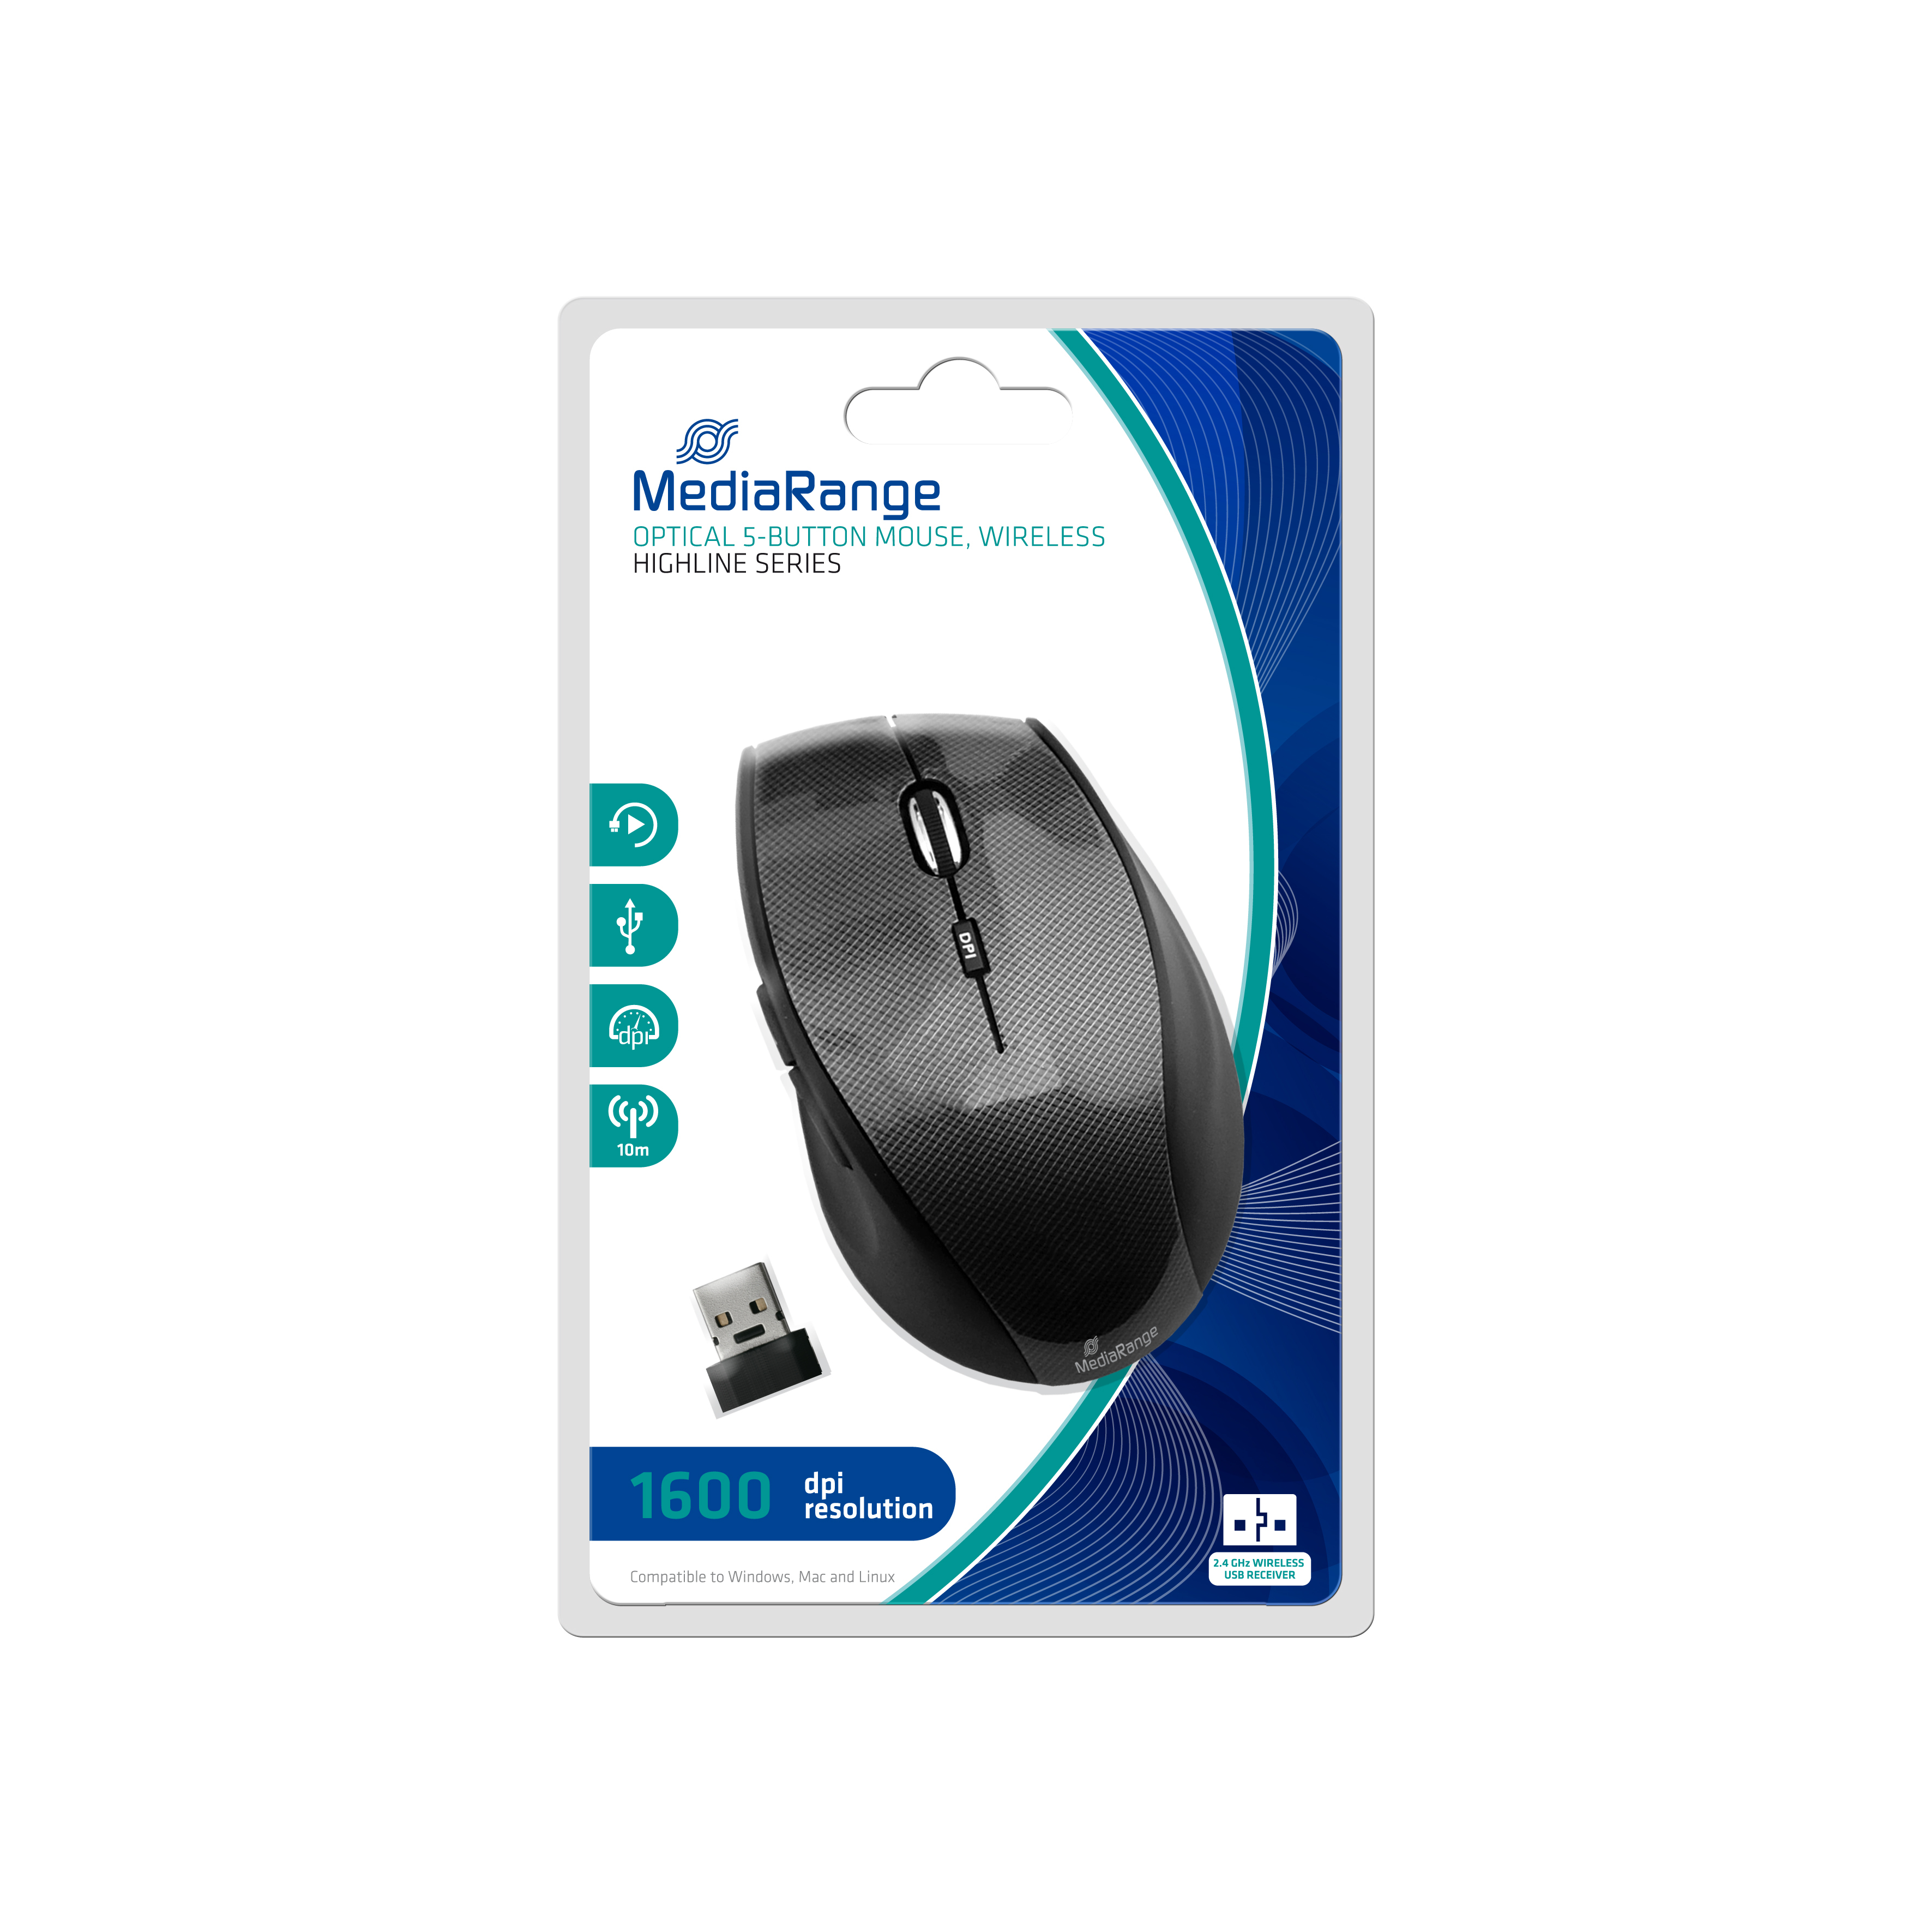 MediaRange
OPTICAL 5-BUTTON MOUSE, WIRELESS
HIGHLINE SERIES
DPI
dpi
10m
MediaRange
1600 dpi
resolution
Compatible to Windows, Mac and Linux
2.4 GHz WIRELESS
USB RECEIVER